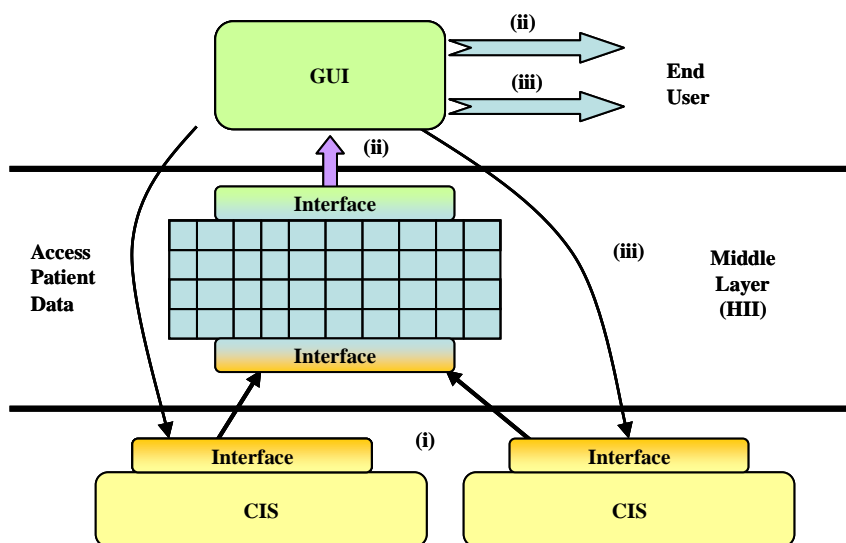 (ii)
GUI
(iii)
End
User
(ii)
Interface
Access
Patient
Data
(iii)
Middle
Layer
(HII)
Interface
(i)
Interface
Interface
CIS
CIS